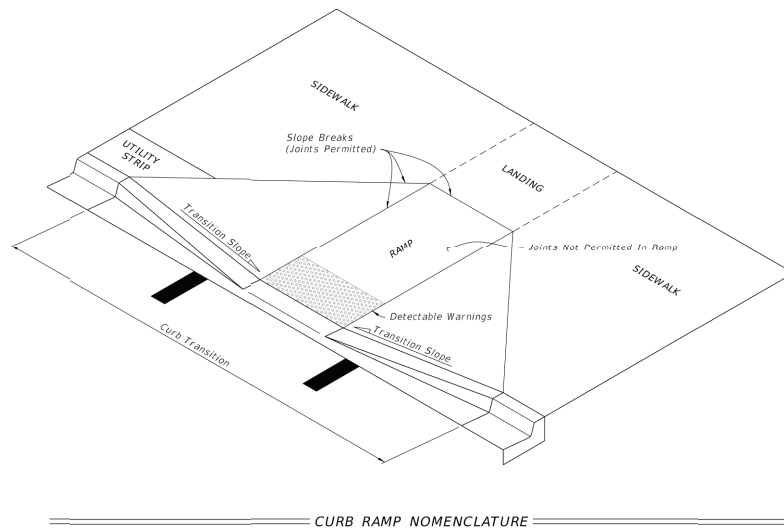 SIDEWALK
UTILITY
STRIP
Slope Breaks
(Joints Permitted)
LANDING
Transition Slope
RAMP
Joints Not Permitted In Ramp
SIDEWALK
Detectable Warnings
Transition Slope
Curb Transition
CURB RAMP NOMENCLATURE